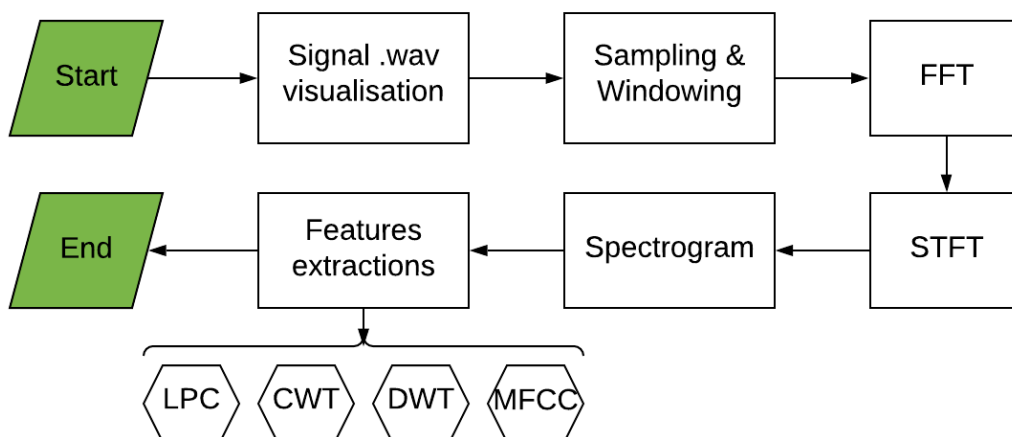 Start
Signal .wav
visualisation
Sampling &
Windowing
FFT
STFT
Spectrogram
Features
extractions
End
LPC
CWT
DWT
MFCC